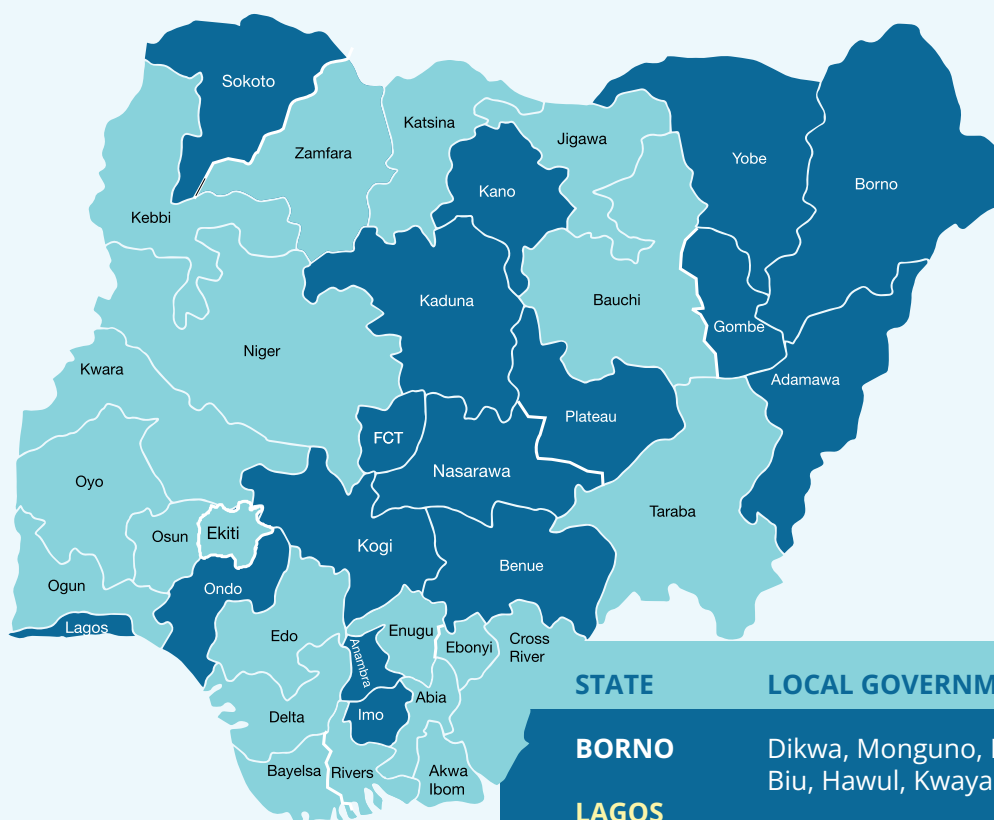 Sokoto
Katsina
Jigawa
Zamfara
Yobe
Kano
Borno
Kebbi
Kaduna
Bauchi
Gombe
Niger
Kwara
Adamawa
Plateau
FCT
Nasarawa
Oyo
Taraba
Osun
Ekiti
Kogi
Benue
Ogun
Ondo
Lagos
Edo
Enugu
Ebonyi
Cross
River
Anambra
Abia
Imo
Delta
Bayelsa
Rivers
Akwa
Ibom
STATE
LOCAL GOVERNM
BORNO
Dikwa, Monguno,
Biu, Hawul, Kwaya
LAGOS